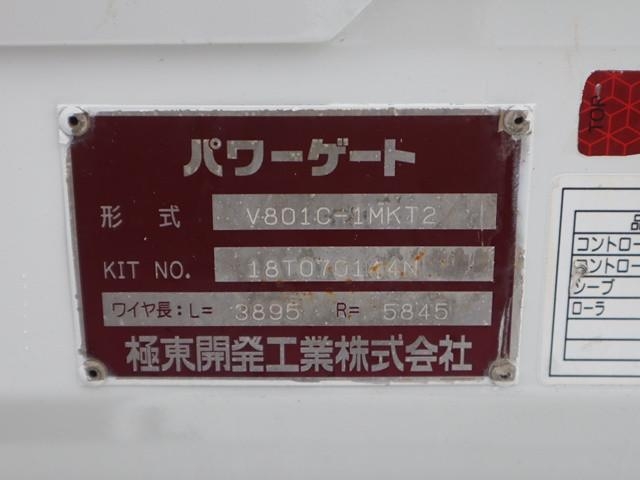 パワーゲート
形 式 V801C-1MKT2
KIT NO. 18T070144N
ワイヤ長:L= 3895 R= 5845
極東開発工業株式会社
TOP
コントロー
コントロー
シーブ
ローラ